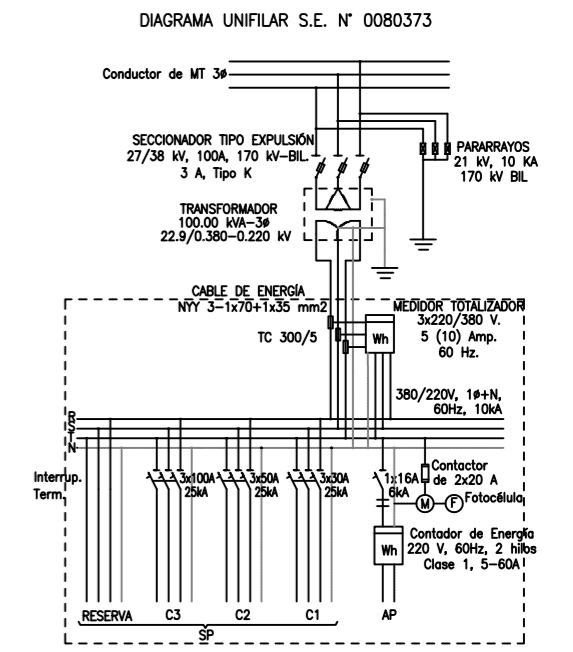 DIAGRAMA UNIFILAR S.E. N° 0080373
Conductor de MT 3ø
SECCIONADOR TIPO EXPULSIÓN
27/38 kV, 100A, 170 kV-BIL.
3 A, Tipo K
PARARRAYOS
21 kV, 10 KA
170 kV BIL
TRANSFORMADOR
100.00 kVA-3ø
22.9/0.380-0.220 kV
CABLE DE ENERGÍA
NYY 3-1x70+1x35 mm2
MEDIDOR TOTALIZADOR
3x220/380 V.
5 (10) Amp.
60 Hz.
TC 300/5
Wh
380/220V, 1ø+N,
60Hz, 10kA
R
S
T
N
Interrup.
Term.
3x100A
25kA
3x50A
25kA
3x30A
25kA
1x16A
6kA
Contactor
de 2x20 A
M
F
Fotocélula
Wh
Contador de Energía
220 V, 60Hz, 2 hilos
Clase 1, 5-60A
RESERVA
C3
C2
C1
AP
SP